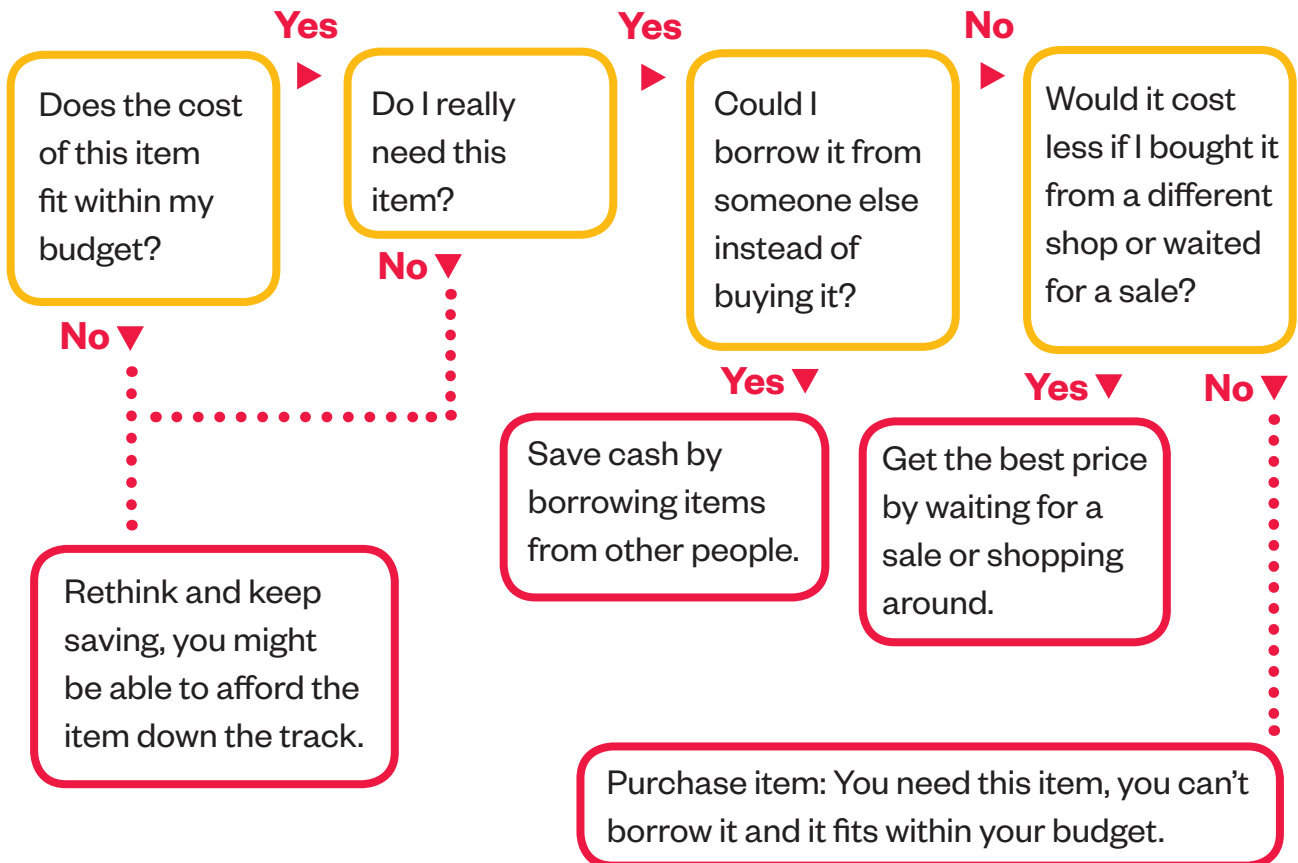 Yes
Yes
No
Does the cost
of this item
fit within my
budget?
Do I really
need this
item?
Could I
borrow it from
someone else
instead of
buying it?
Would it cost
less if I bought it
from a different
shop or waited
for a sale?
No
No
Yes
Yes
No
Save cash by
borrowing items
from other people.
Get the best price
by waiting for a
sale or shopping
around.
Rethink and keep
saving, you might
be able to afford the
item down the track.
Purchase item: You need this item, you can’t
borrow it and it fits within your budget.